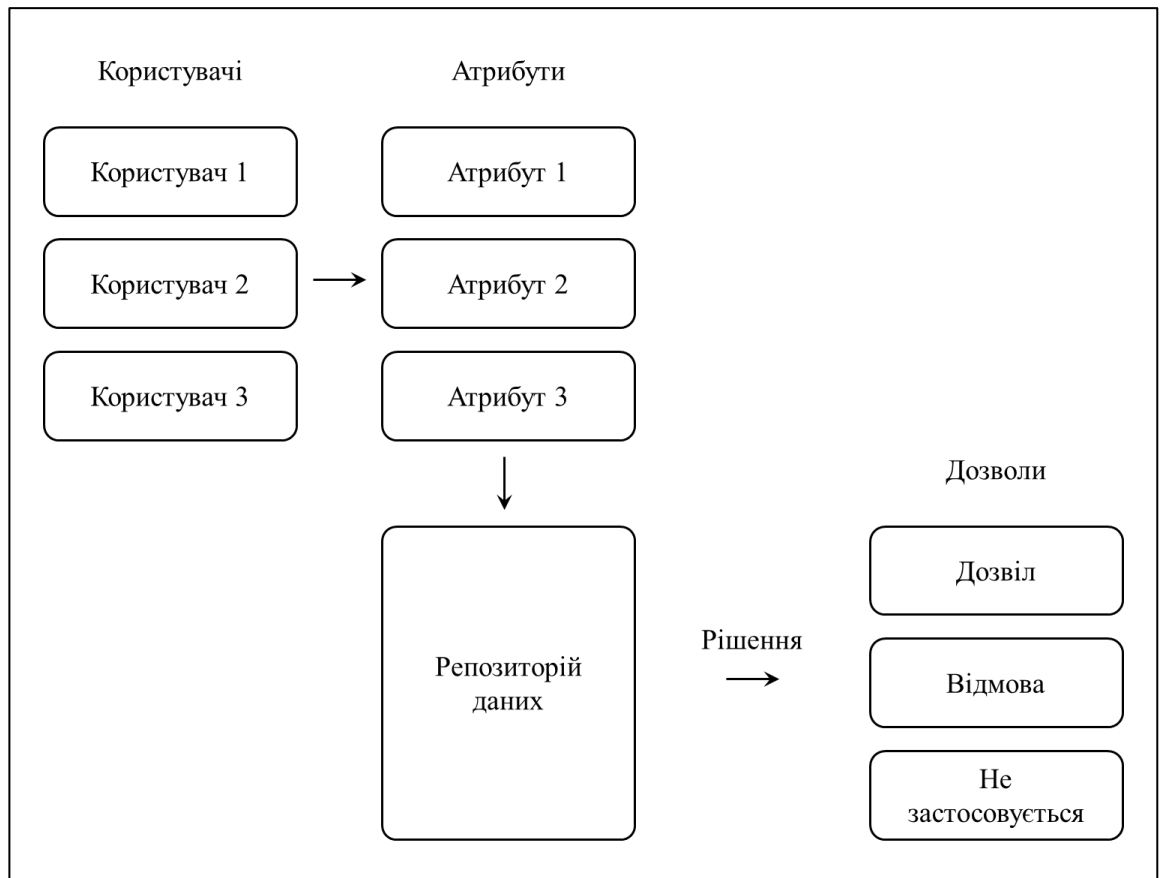 Користувачі
Атрибути
Користувач 1
Атрибут 1
Користувач 2
Атрибут 2
Користувач 3
Атрибут 3
Дозволи
Репозиторій
даних
Рішення
Дозвіл
Відмова
Не
застосовується